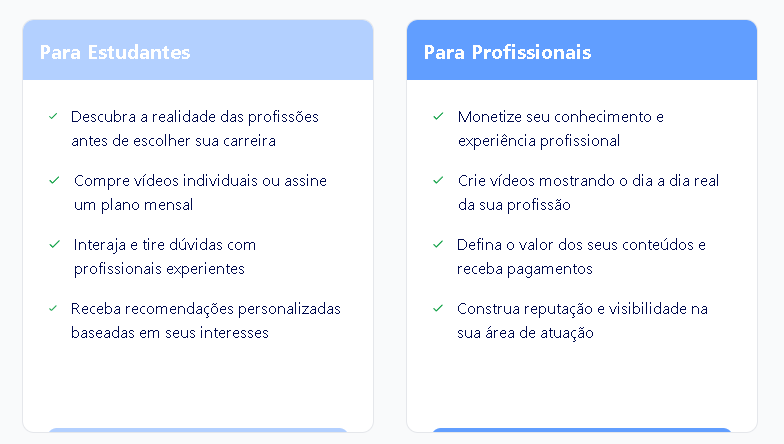 Para Estudantes
Descubra a realidade das profissões
antes de escolher sua carreira
Compre vídeos individuais ou assine
um plano mensal
Interaja e tire dúvidas com
profissionais experientes
Receba recomendações personalizadas
baseadas em seus interesses
Para Profissionais
Monetize seu conhecimento e
experiência profissional
Crie vídeos mostrando o dia a dia real
da sua profissão
Defina o valor dos seus conteúdos e
receba pagamentos
Construa reputação e visibilidade na
sua área de atuação